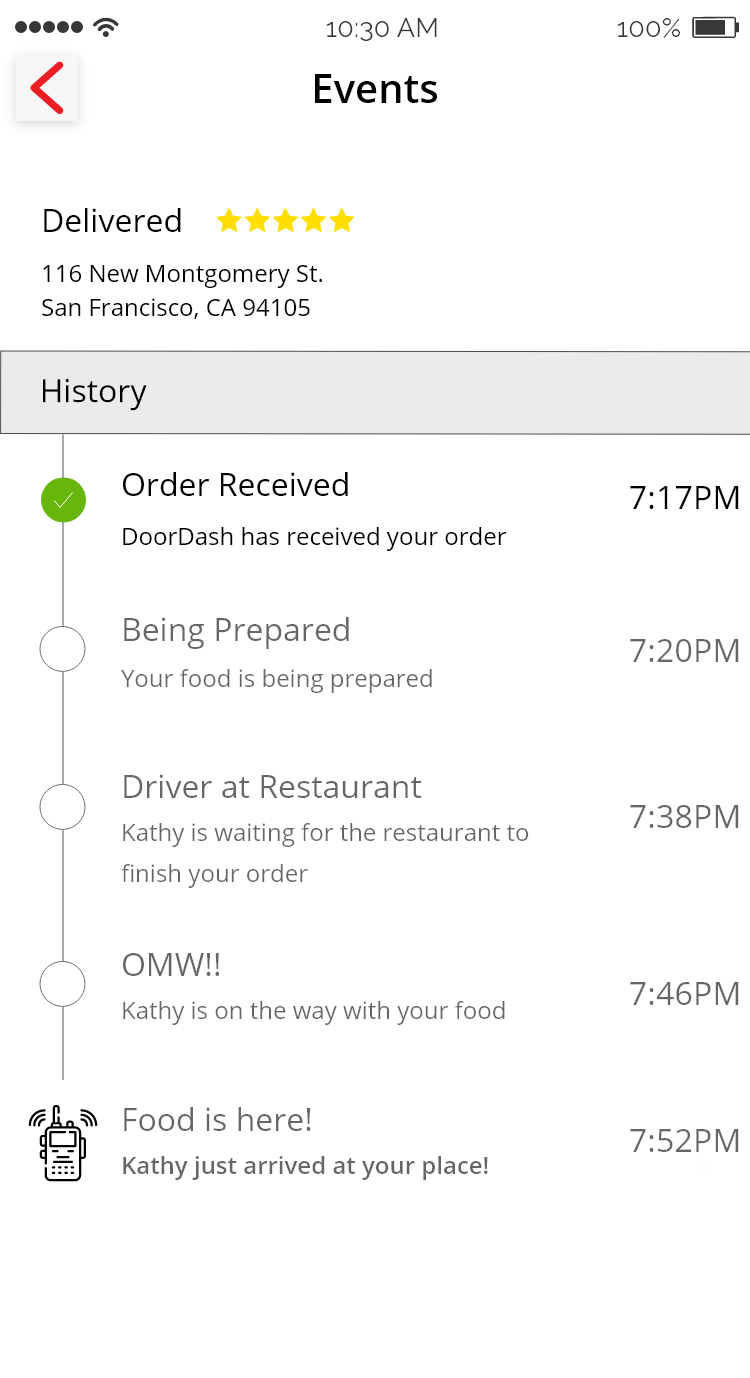 10:30 AM
100%
Events
Delivered
116 New Montgomery St.
San Francisco, CA 94105
History
Order Received
7:17PM
DoorDash has received your order
Being Prepared
7:20PM
Your food is being prepared
Driver at Restaurant
7:38PM
Kathy is waiting for the restaurant to
finish your order
OMW!!
7:46PM
Kathy is on the way with your food
Food is here!
7:52PM
Kathy just arrived at your place!